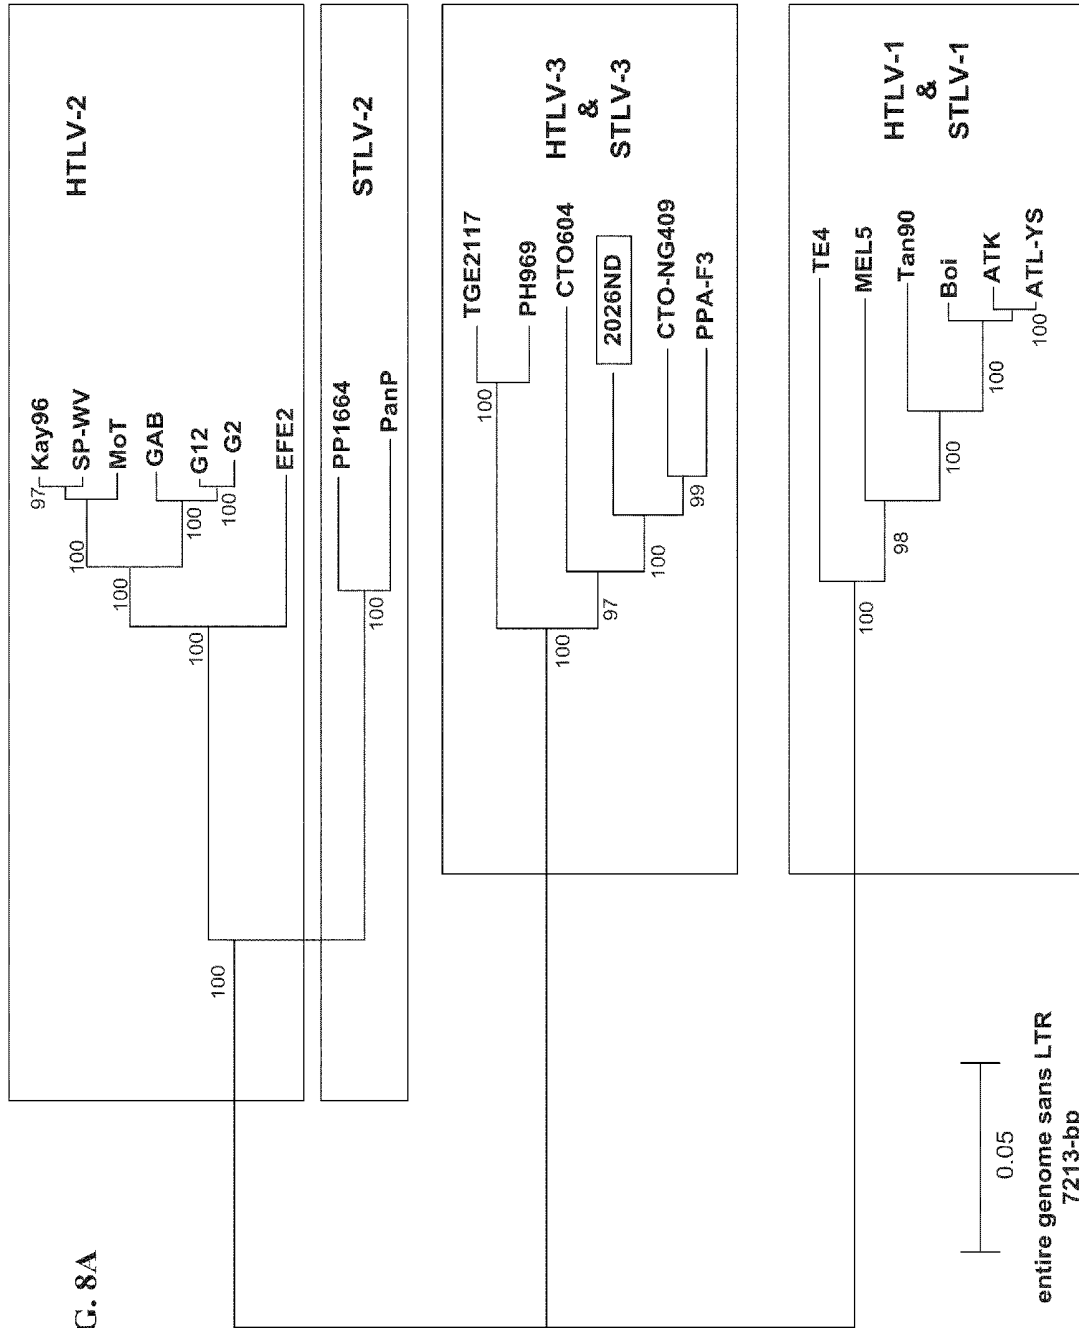 G. 8A
HTLV-2
Kay96
SP-WV
MoT
GAB
G12
G2
EFE2
97
100
100
100
100
100
100
STLV-2
PP1664
PanP
100
100
HTLV-3
&
STLV-3
TGE2117
PH969
CTO604
2026ND
CTO-NG409
PPA-F3
100
99
100
97
100
HTLV-1
&
STLV-1
TE4
MEL5
Tan90
Boi
ATK
ATL-YS
100
100
100
98
100
0.05
entire genome sans LTR
7213-bp